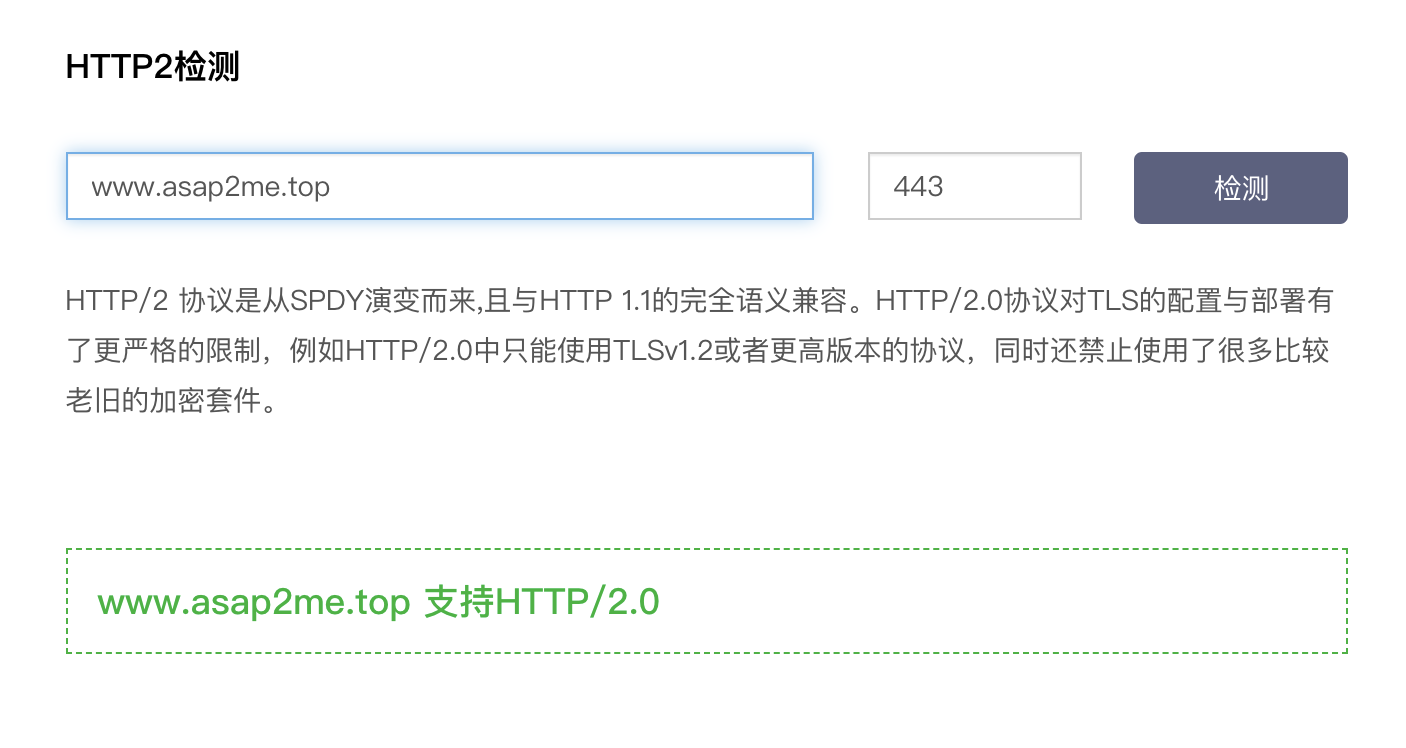 HTTP2检测
www.asap2me.top
443
检测
HTTP/2 协议是从SPDY演变而来,且与HTTP 1.1的完全语义兼容。HTTP/2.0协议对TLS的配置与部署有
了更严格的限制，例如HTTP/2.0中只能使用TLSv1.2或者更高版本的协议，同时还禁止使用了很多比较
老旧的加密套件。
www.asap2me.top 支持HTTP/2.0